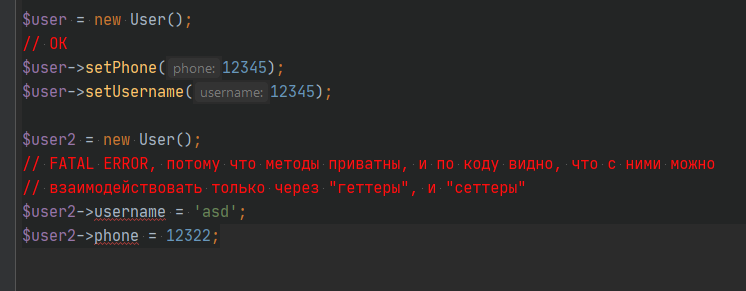 $user = new User();
// OK
$user->setPhone( phone: 12345);
$user->setUsername( username: 12345);
$user2 = new User();
// FATAL ERROR, потому что методы приватны, и по коду видно, что с ними можно
// взаимодействовать только через "геттеры", и "сеттеры"
$user2->username = 'asd';
$user2->phone = 12322;